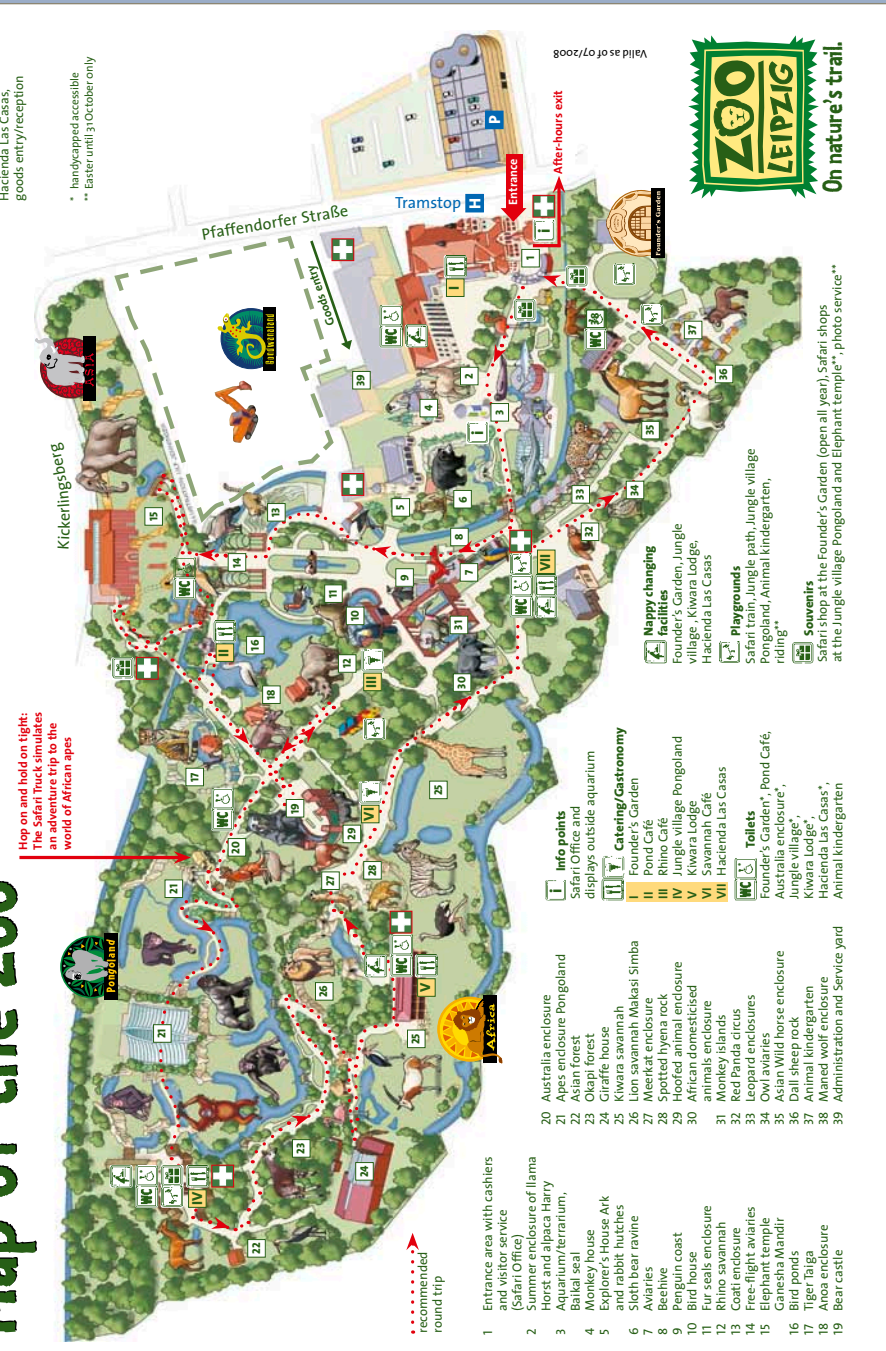 Map of the Zoo
Hacienda Las Casas,
goods entry/reception
* handycapped accessible
** Easter until 31October only
Hop on and hold on tight:
The Safari Truck simulates
an adventure trip to the
world of African apes
Kickerlingsberg
Pfaffendorfer Straße
Goods entry
Tramstop H
P
Entrance
After-hours exit
Valid as of 07/2008
Pongoland
ASIA
Gondwanaland
Africa
Founder's Garden
recommended
round trip
1 Entrance area with cashiers
and visitor service
(Safari Office)
2 Summer enclosure of llama
Horst and alpaca Harry
3 Aquarium/terrarium,
Baikal seal
4 Monkey house
5 Explorer's House Ark
and rabbit hutches
6 Sloth bear ravine
7 Aviaries
8 Beehive
9 Penguin coast
10 Bird house
11 Fur seals enclosure
12 Rhino savannah
13 Coati enclosure
14 Free-flight aviaries
15 Elephant temple
Ganesha Mandir
16 Bird ponds
17 Tiger Taiga
18 Anoa enclosure
19 Bear castle
20 Australia enclosure
21 Apes enclosure Pongoland
22 Asian forest
23 Okapi forest
24 Giraffe house
25 Kiwara savannah
26 Lion savannah Makasi Simba
27 Meerkat enclosure
28 Spotted hyena rock
29 Hoofed animal enclosure
30 African domesticised
animals enclosure
31 Monkey islands
32 Red Panda circus
33 Leopard enclosures
34 Owl aviaries
35 Asian Wild horse enclosure
36 Dall sheep rock
37 Animal kindergarten
38 Maned wolf enclosure
39 Administration and Service yard
i Info points
Safari Office and
displays outside aquarium
Catering/Gastronomy
I Founder's Garden
II Pond Café
III Rhino Café
IV Jungle village Pongoland
V Kiwara Lodge
VI Savannah Café
VII Hacienda Las Casas
WC Toilets
Founder's Garden*, Pond Café,
Australia enclosure*,
Jungle village*,
Kiwara Lodge*,
Hacienda Las Casas*,
Animal kindergarten
Nappy changing
facilities
Founder's Garden, Jungle
village , Kiwara Lodge,
Hacienda Las Casas
Playgrounds
Safari train, Jungle path, Jungle village
Pongoland, Animal kindergarten,
riding**
Souvenirs
Safari shop at the Founder's Garden (open all year), Safari shops
at the Jungle village Pongoland and Elephant temple**, photo service**
ZOO
LEIPZIG
On nature's trail.